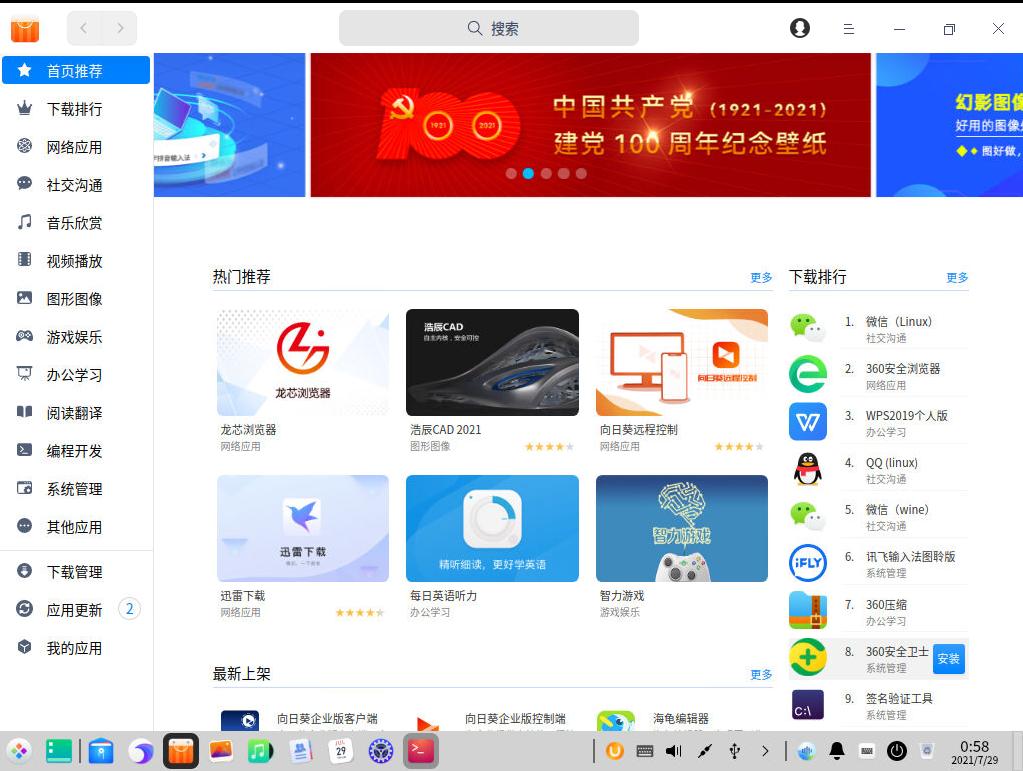 搜索
首页推荐
下载排行
网络应用
社交沟通
音乐欣赏
视频播放
图形图像
游戏娱乐
办公学习
阅读翻译
编程开发
系统管理
其他应用
下载管理
应用更新 2
我的应用
拼音输入法
100
1921 2021
中国共产党 (1921-2021)
建党 100 周年纪念壁纸
幻影图像
好用的图像
图好做,
热门推荐 更多
龙芯浏览器
龙芯浏览器
网络应用
浩辰CAD
自主内核，安全可控
浩辰CAD 2021
图形图像
向日葵远程控制
向日葵远程控制
网络应用
迅雷下载
迅雷下载
网络应用
精听细读，更好学英语
每日英语听力
办公学习
智力游戏
智力游戏
游戏娱乐
最新上架 更多
向日葵企业版客户端
向日葵企业版控制端
海龟编辑器
下载排行 更多
1. 微信（Linux）
社交沟通
2. 360安全浏览器
网络应用
3. WPS2019个人版
办公学习
4. QQ (linux)
社交沟通
5. 微信（wine）
社交沟通
iFLY
6. 讯飞输入法图聆版
系统管理
7. 360压缩
办公学习
8. 360安全卫士
系统管理
安装
C:\
9. 签名验证工具
系统管理
JUL
29
0:58
2021/7/29